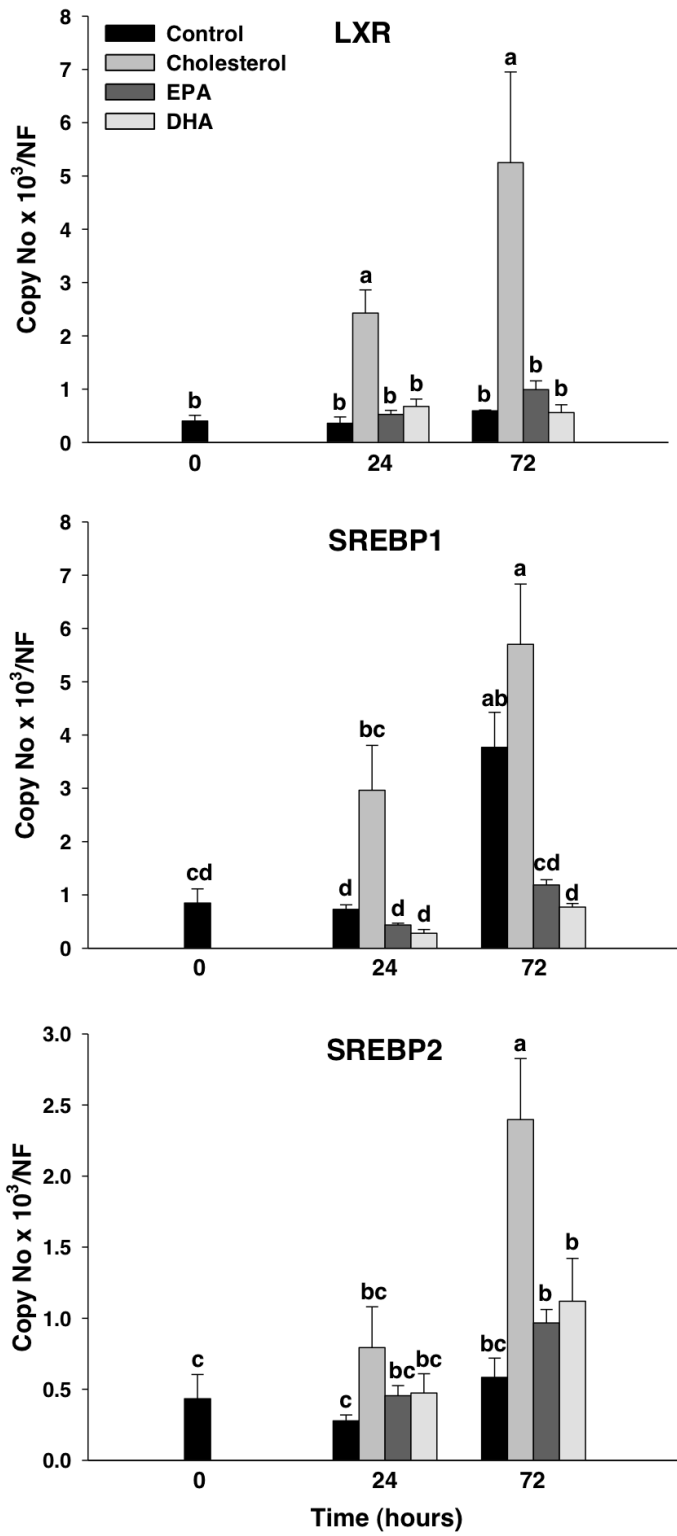 LXR
Control
Cholesterol
EPA
DHA
Copy No x 10³/NF
8
7
6
5
4
3
2
1
0
b
b
a
b
b
b
a
b
b
0
24
72
SREBP1
Copy No x 10³/NF
8
7
6
5
4
3
2
1
0
cd
d
bc
d
d
ab
a
cd
d
0
24
72
SREBP2
Copy No x 10³/NF
3.0
2.5
2.0
1.5
1.0
0.5
0.0
c
c
bc
bc
bc
bc
a
b
b
0
24
72
Time (hours)